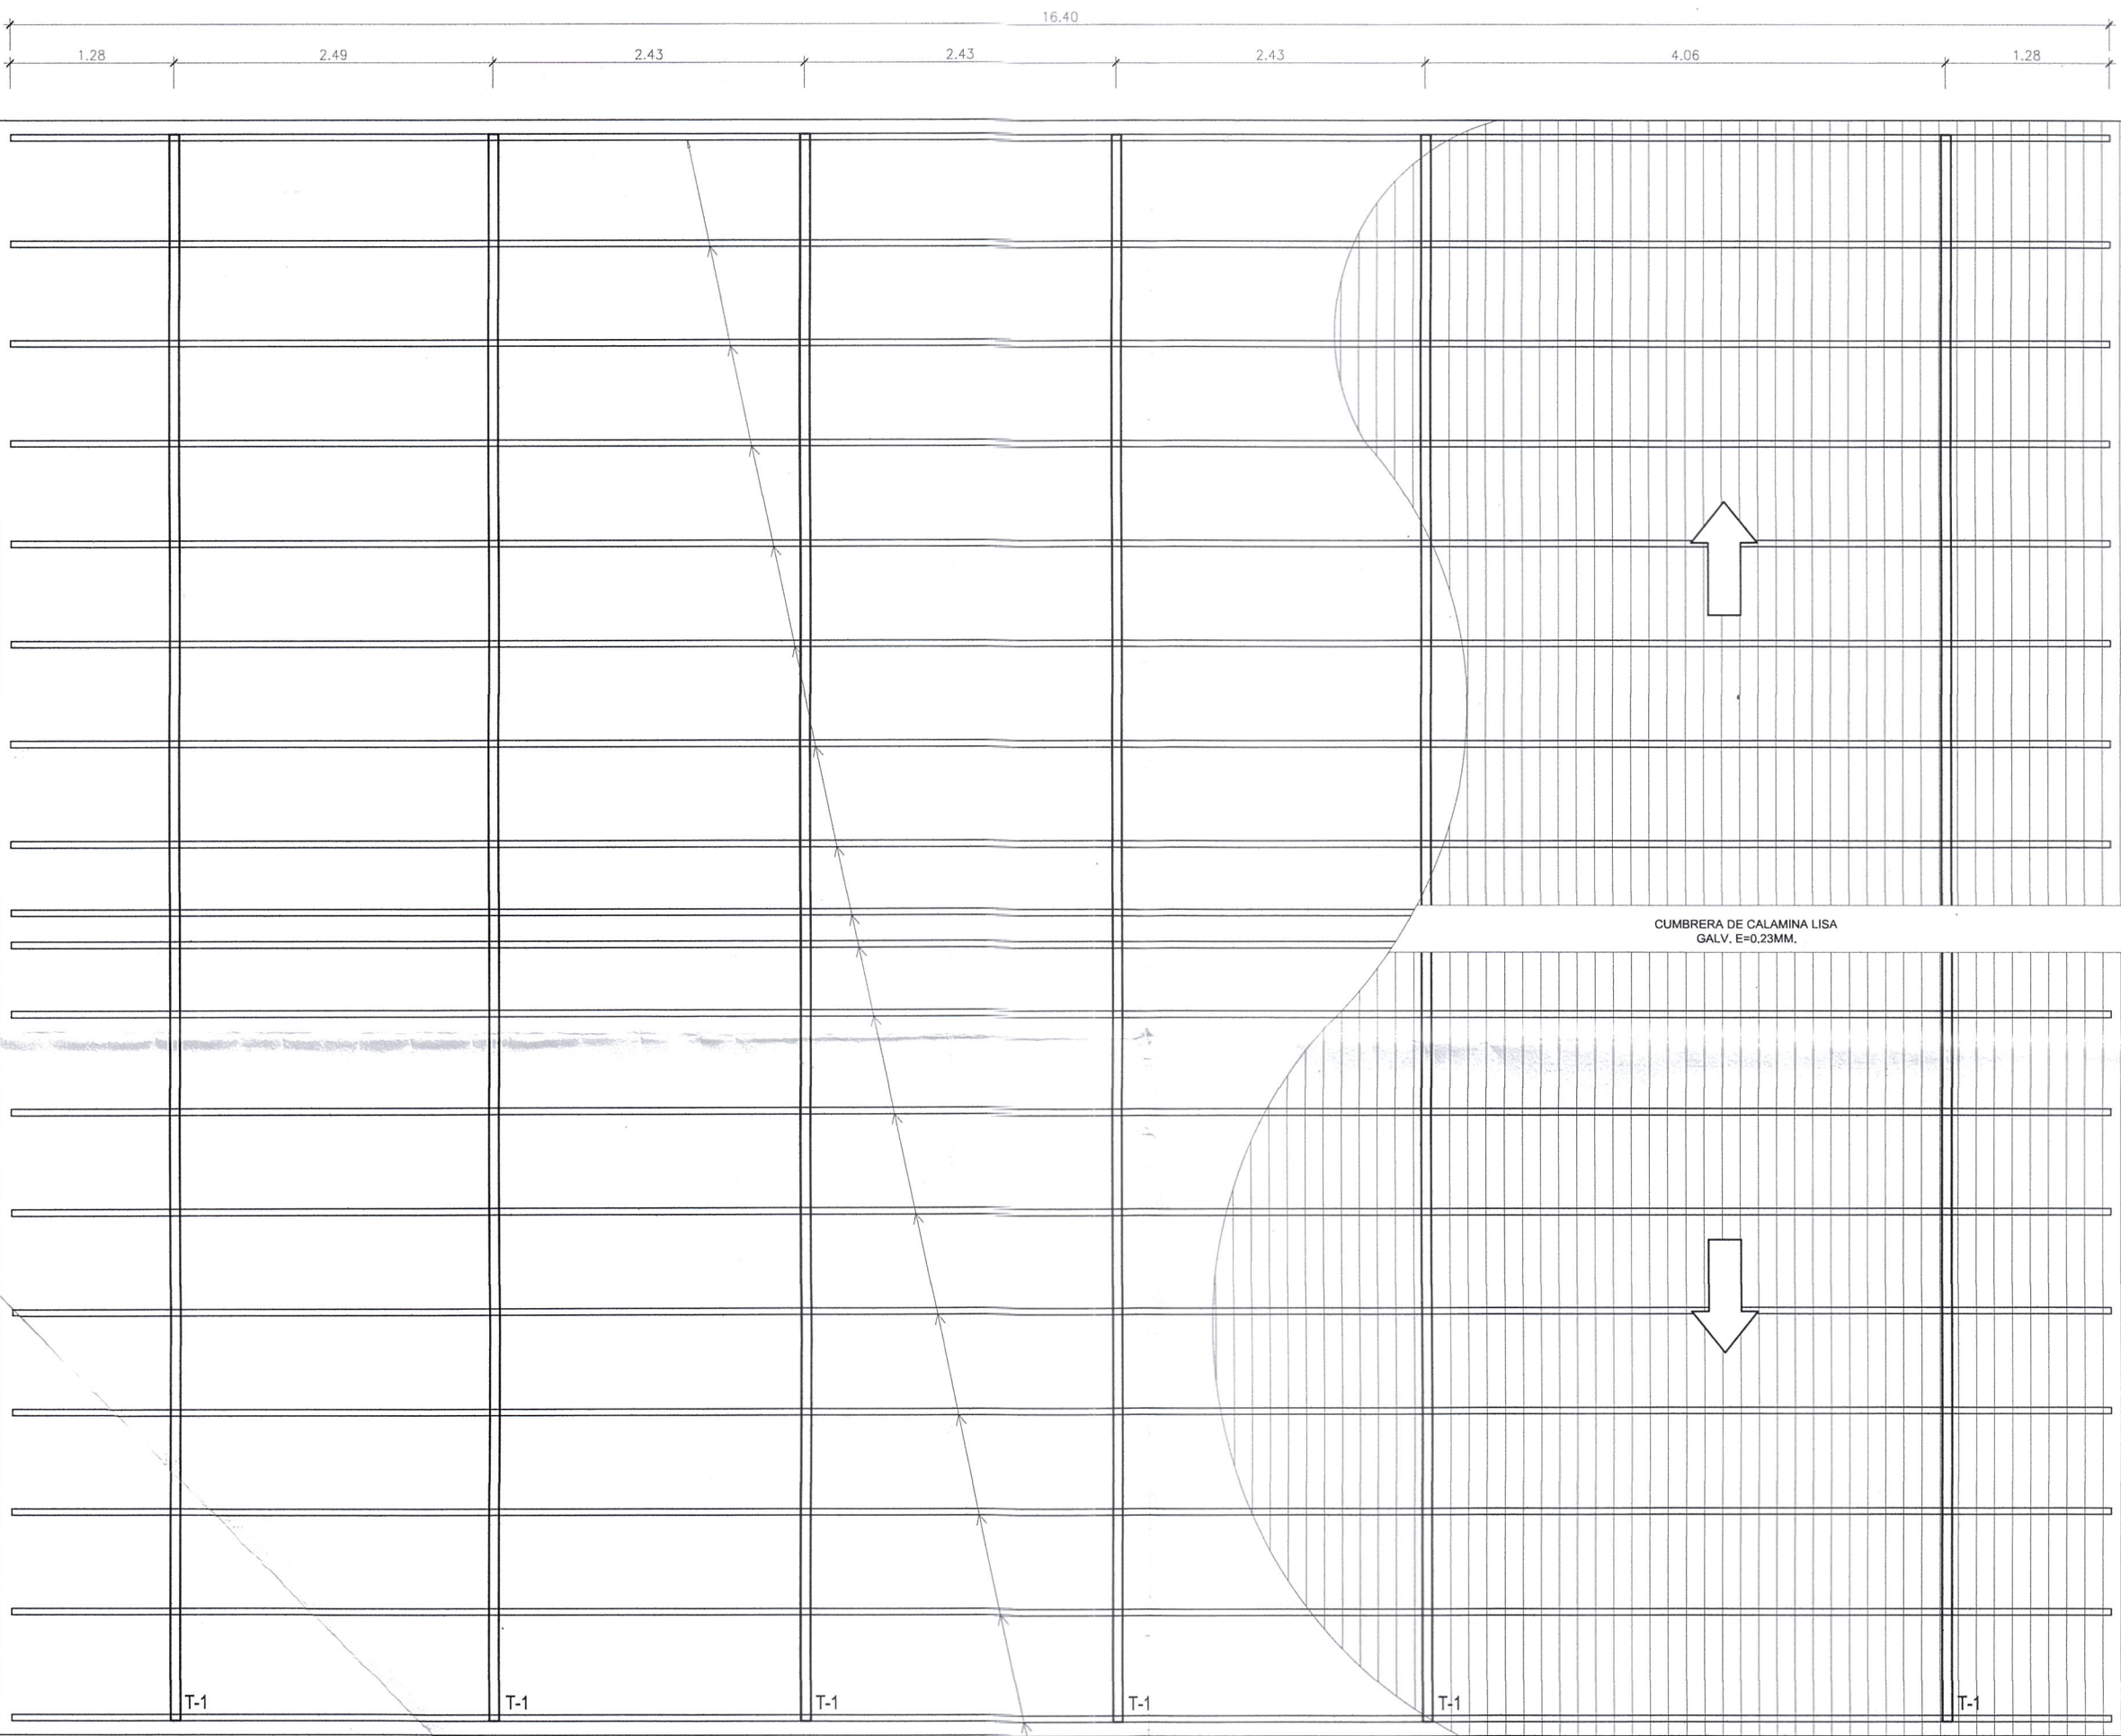 16.40
1.28 2.49 2.43 2.43 2.43 4.06 1.28
CUMBRERA DE CALAMINA LISA
GALV. E=0.23MM.
T-1 T-1 T-1 T-1 T-1 T-1